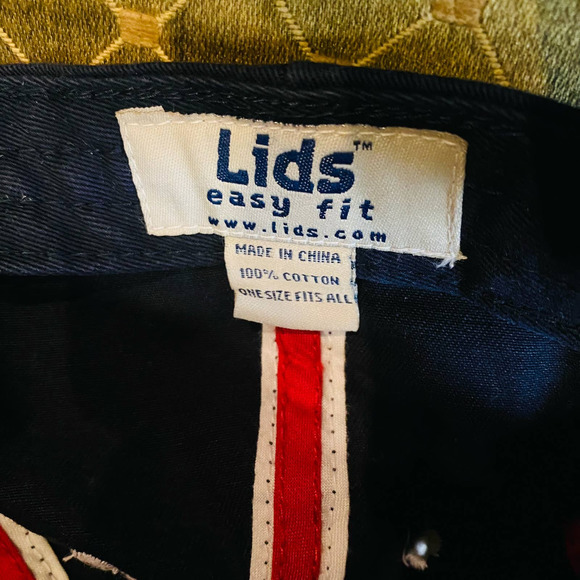 Lids™
easy fit
www.lids.com
MADE IN CHINA
100% COTTON
ONE SIZE FITS ALL